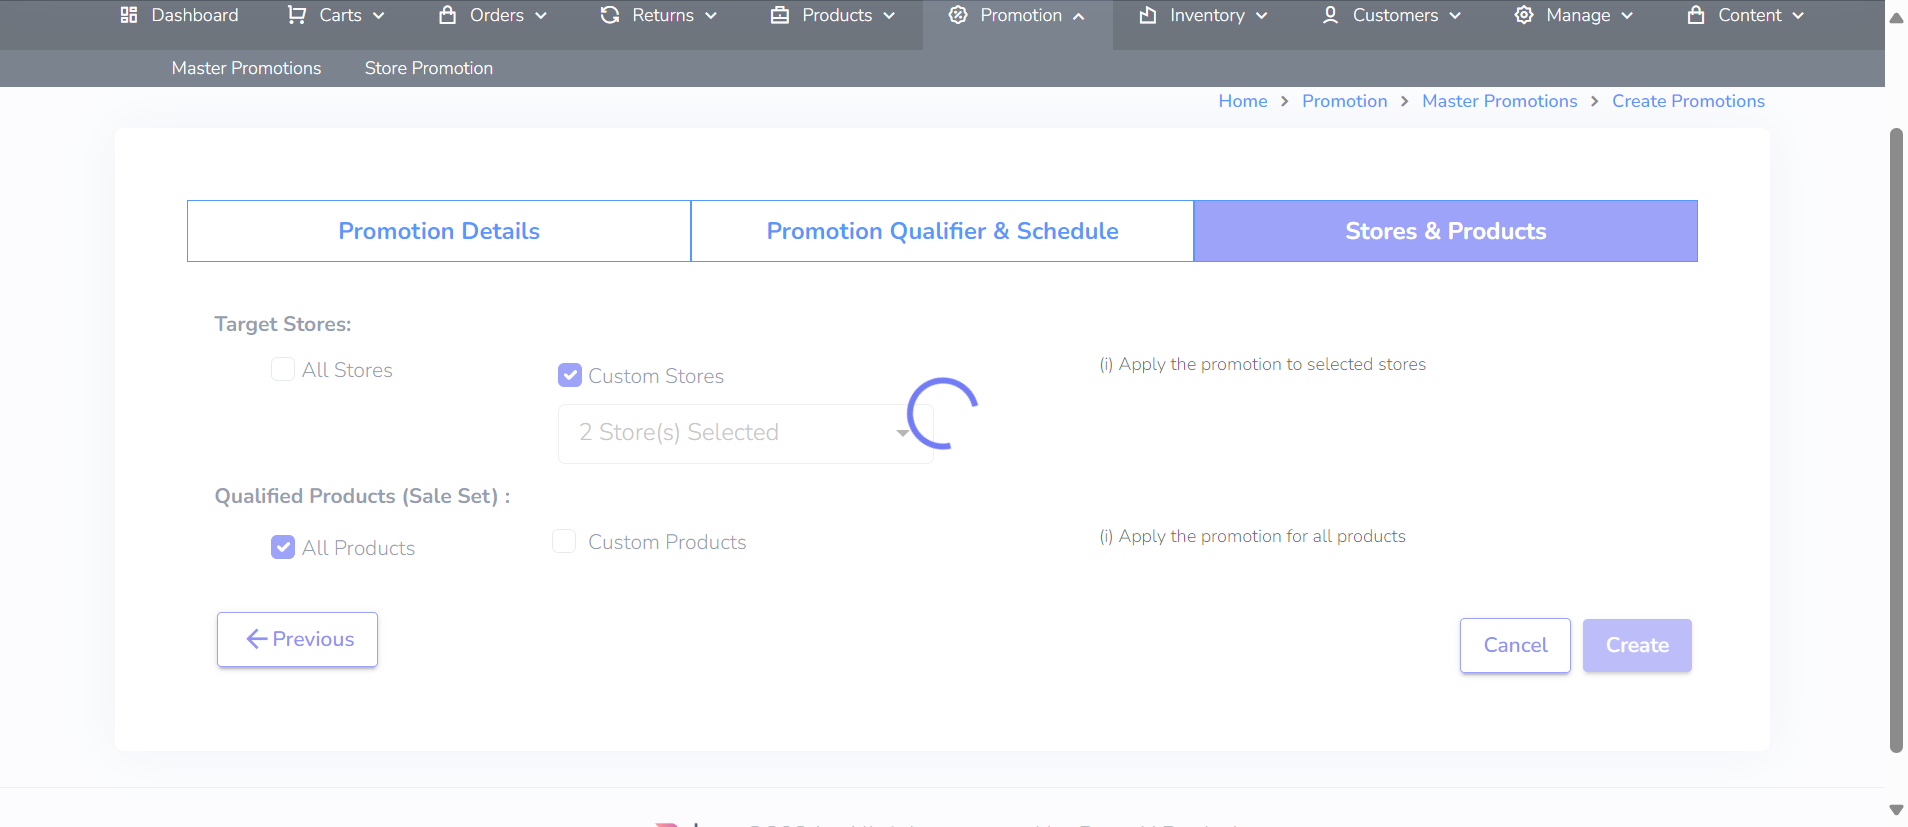 Dashboard Carts Orders Returns Products Promotion Inventory Customers Manage Content
Master Promotions Store Promotion
Home > Promotion > Master Promotions > Create Promotions
Promotion Details Promotion Qualifier & Schedule Stores & Products
Target Stores:
All Stores Custom Stores (i) Apply the promotion to selected stores
2 Store(s) Selected
Qualified Products (Sale Set) :
All Products Custom Products (i) Apply the promotion for all products
Previous Cancel Create